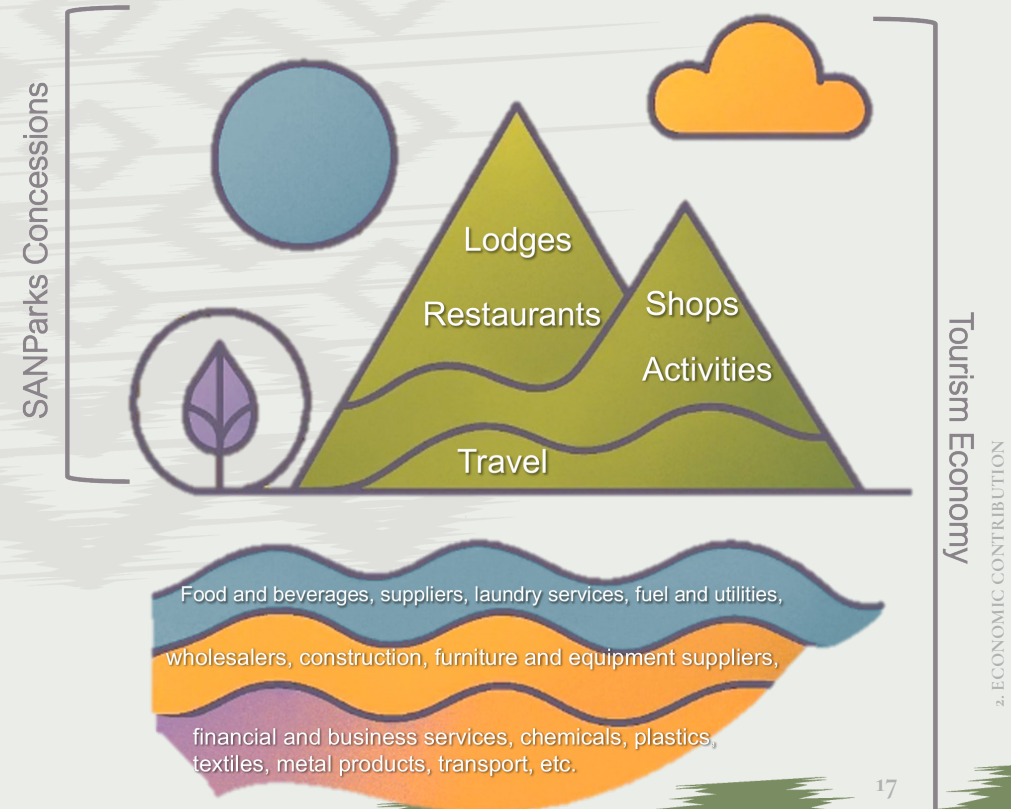 SANParks Concessions
Lodges
Restaurants
Shops
Activities
Travel
Tourism Economy
Food and beverages, suppliers, laundry services, fuel and utilities,
wholesalers, construction, furniture and equipment suppliers,
financial and business services, chemicals, plastics,
textiles, metal products, transport, etc.
2. ECONOMIC CONTRIBUTION
17